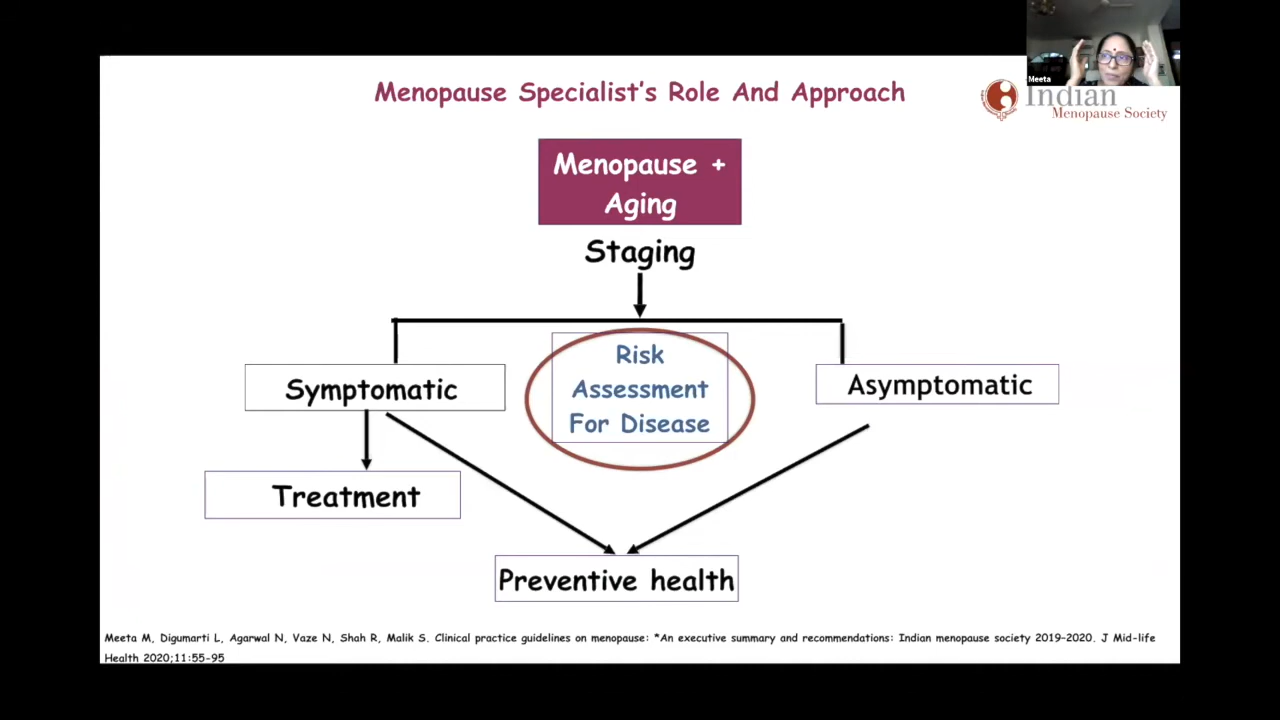 Menopause Specialist's Role And Approach
Meeta
Indian
Menopause Society
Menopause +
Aging
Staging
Risk
Assessment
For Disease
Symptomatic
Asymptomatic
Treatment
Preventive health
Meeta M, Digumarti L, Agarwal N, Vaze N, Shah R, Malik S. Clinical practice guidelines on menopause: *An executive summary and recommendations: Indian menopause society 2019-2020. J Mid-life
Health 2020;11:55-95